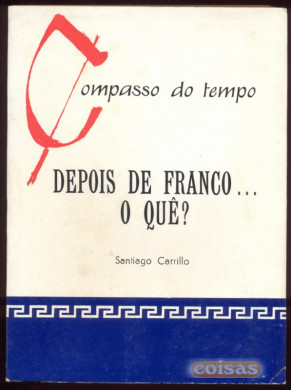 Compasso do tempo
DEPOIS DE FRANCO...
O QUÊ?
Santiago Carrillo
coisas